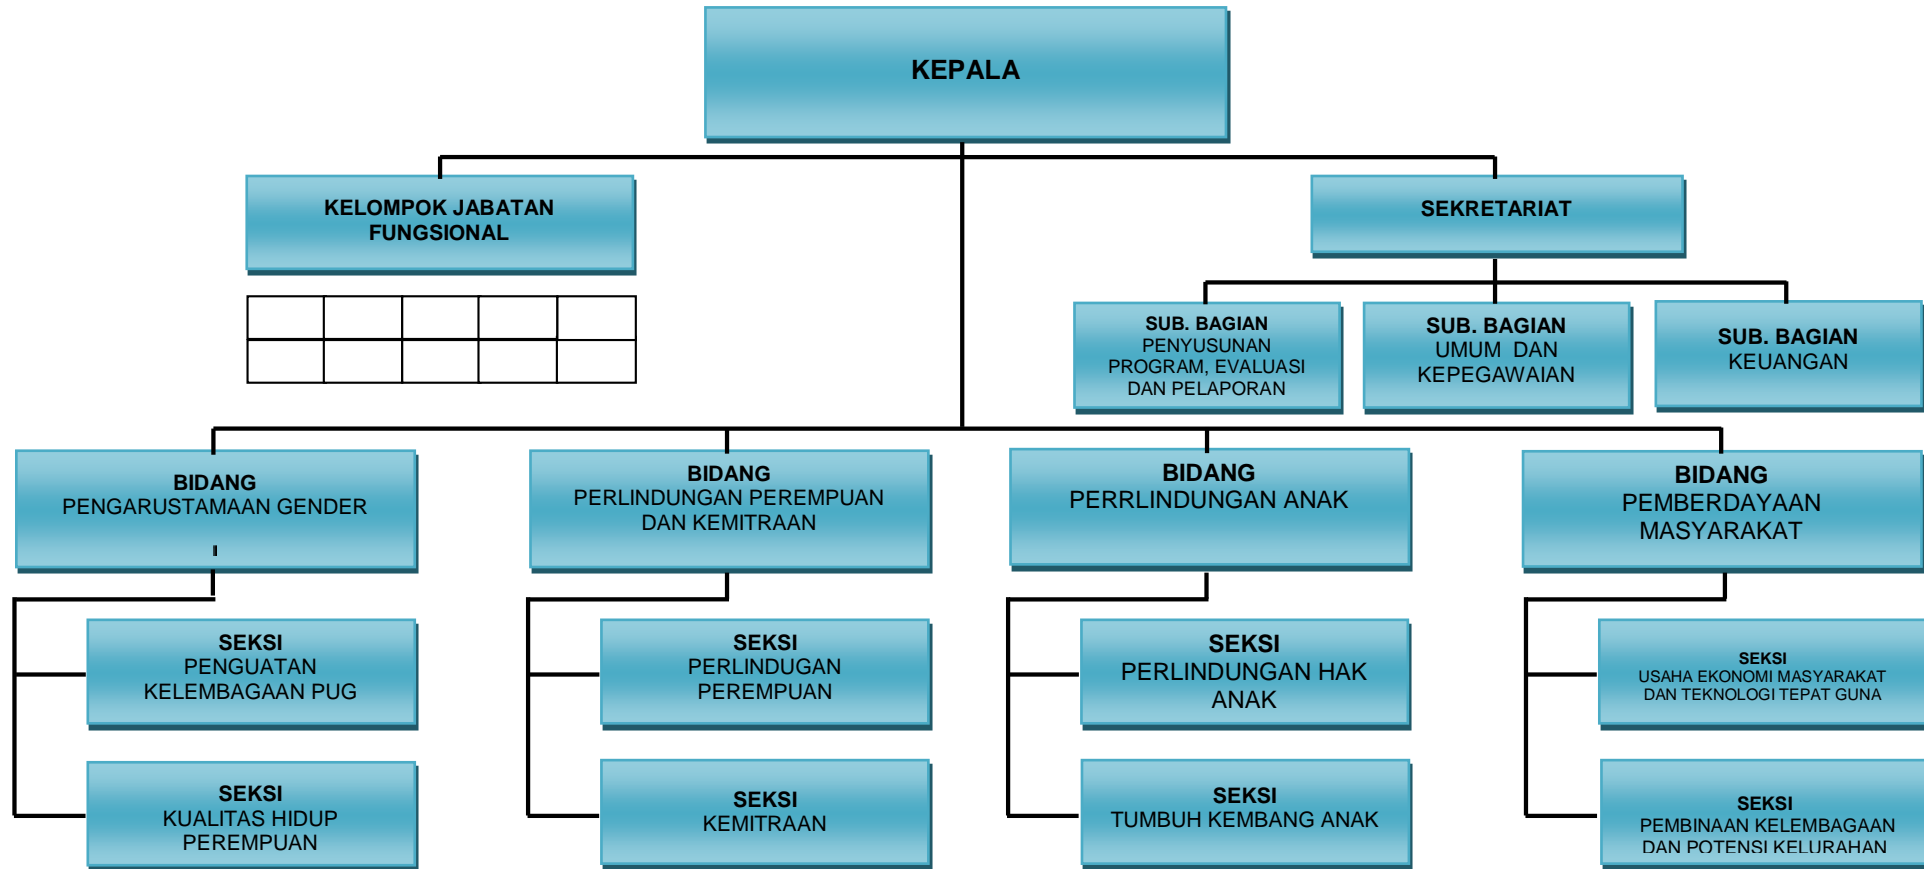 KEPALA
KELOMPOK JABATAN
FUNGSIONAL
SEKRETARIAT
SUB. BAGIAN
PENYUSUNAN
PROGRAM, EVALUASI
DAN PELAPORAN
SUB. BAGIAN
UMUM DAN
KEPEGAWAIAN
SUB. BAGIAN
KEUANGAN
BIDANG
PENGARUSTAMAAN GENDER
BIDANG
PERLINDUNGAN PEREMPUAN
DAN KEMITRAAN
BIDANG
PERRLINDUNGAN ANAK
BIDANG
PEMBERDAYAAN
MASYARAKAT
SEKSI
PENGUATAN
KELEMBAGAAN PUG
SEKSI
PERLINDUGAN
PEREMPUAN
SEKSI
PERLINDUNGAN HAK
ANAK
SEKSI
USAHA EKONOMI MASYARAKAT
DAN TEKNOLOGI TEPAT GUNA
SEKSI
KUALITAS HIDUP
PEREMPUAN
SEKSI
KEMITRAAN
SEKSI
TUMBUH KEMBANG ANAK
SEKSI
PEMBINAAN KELEMBAGAAN
DAN POTENSI KELURAHAN